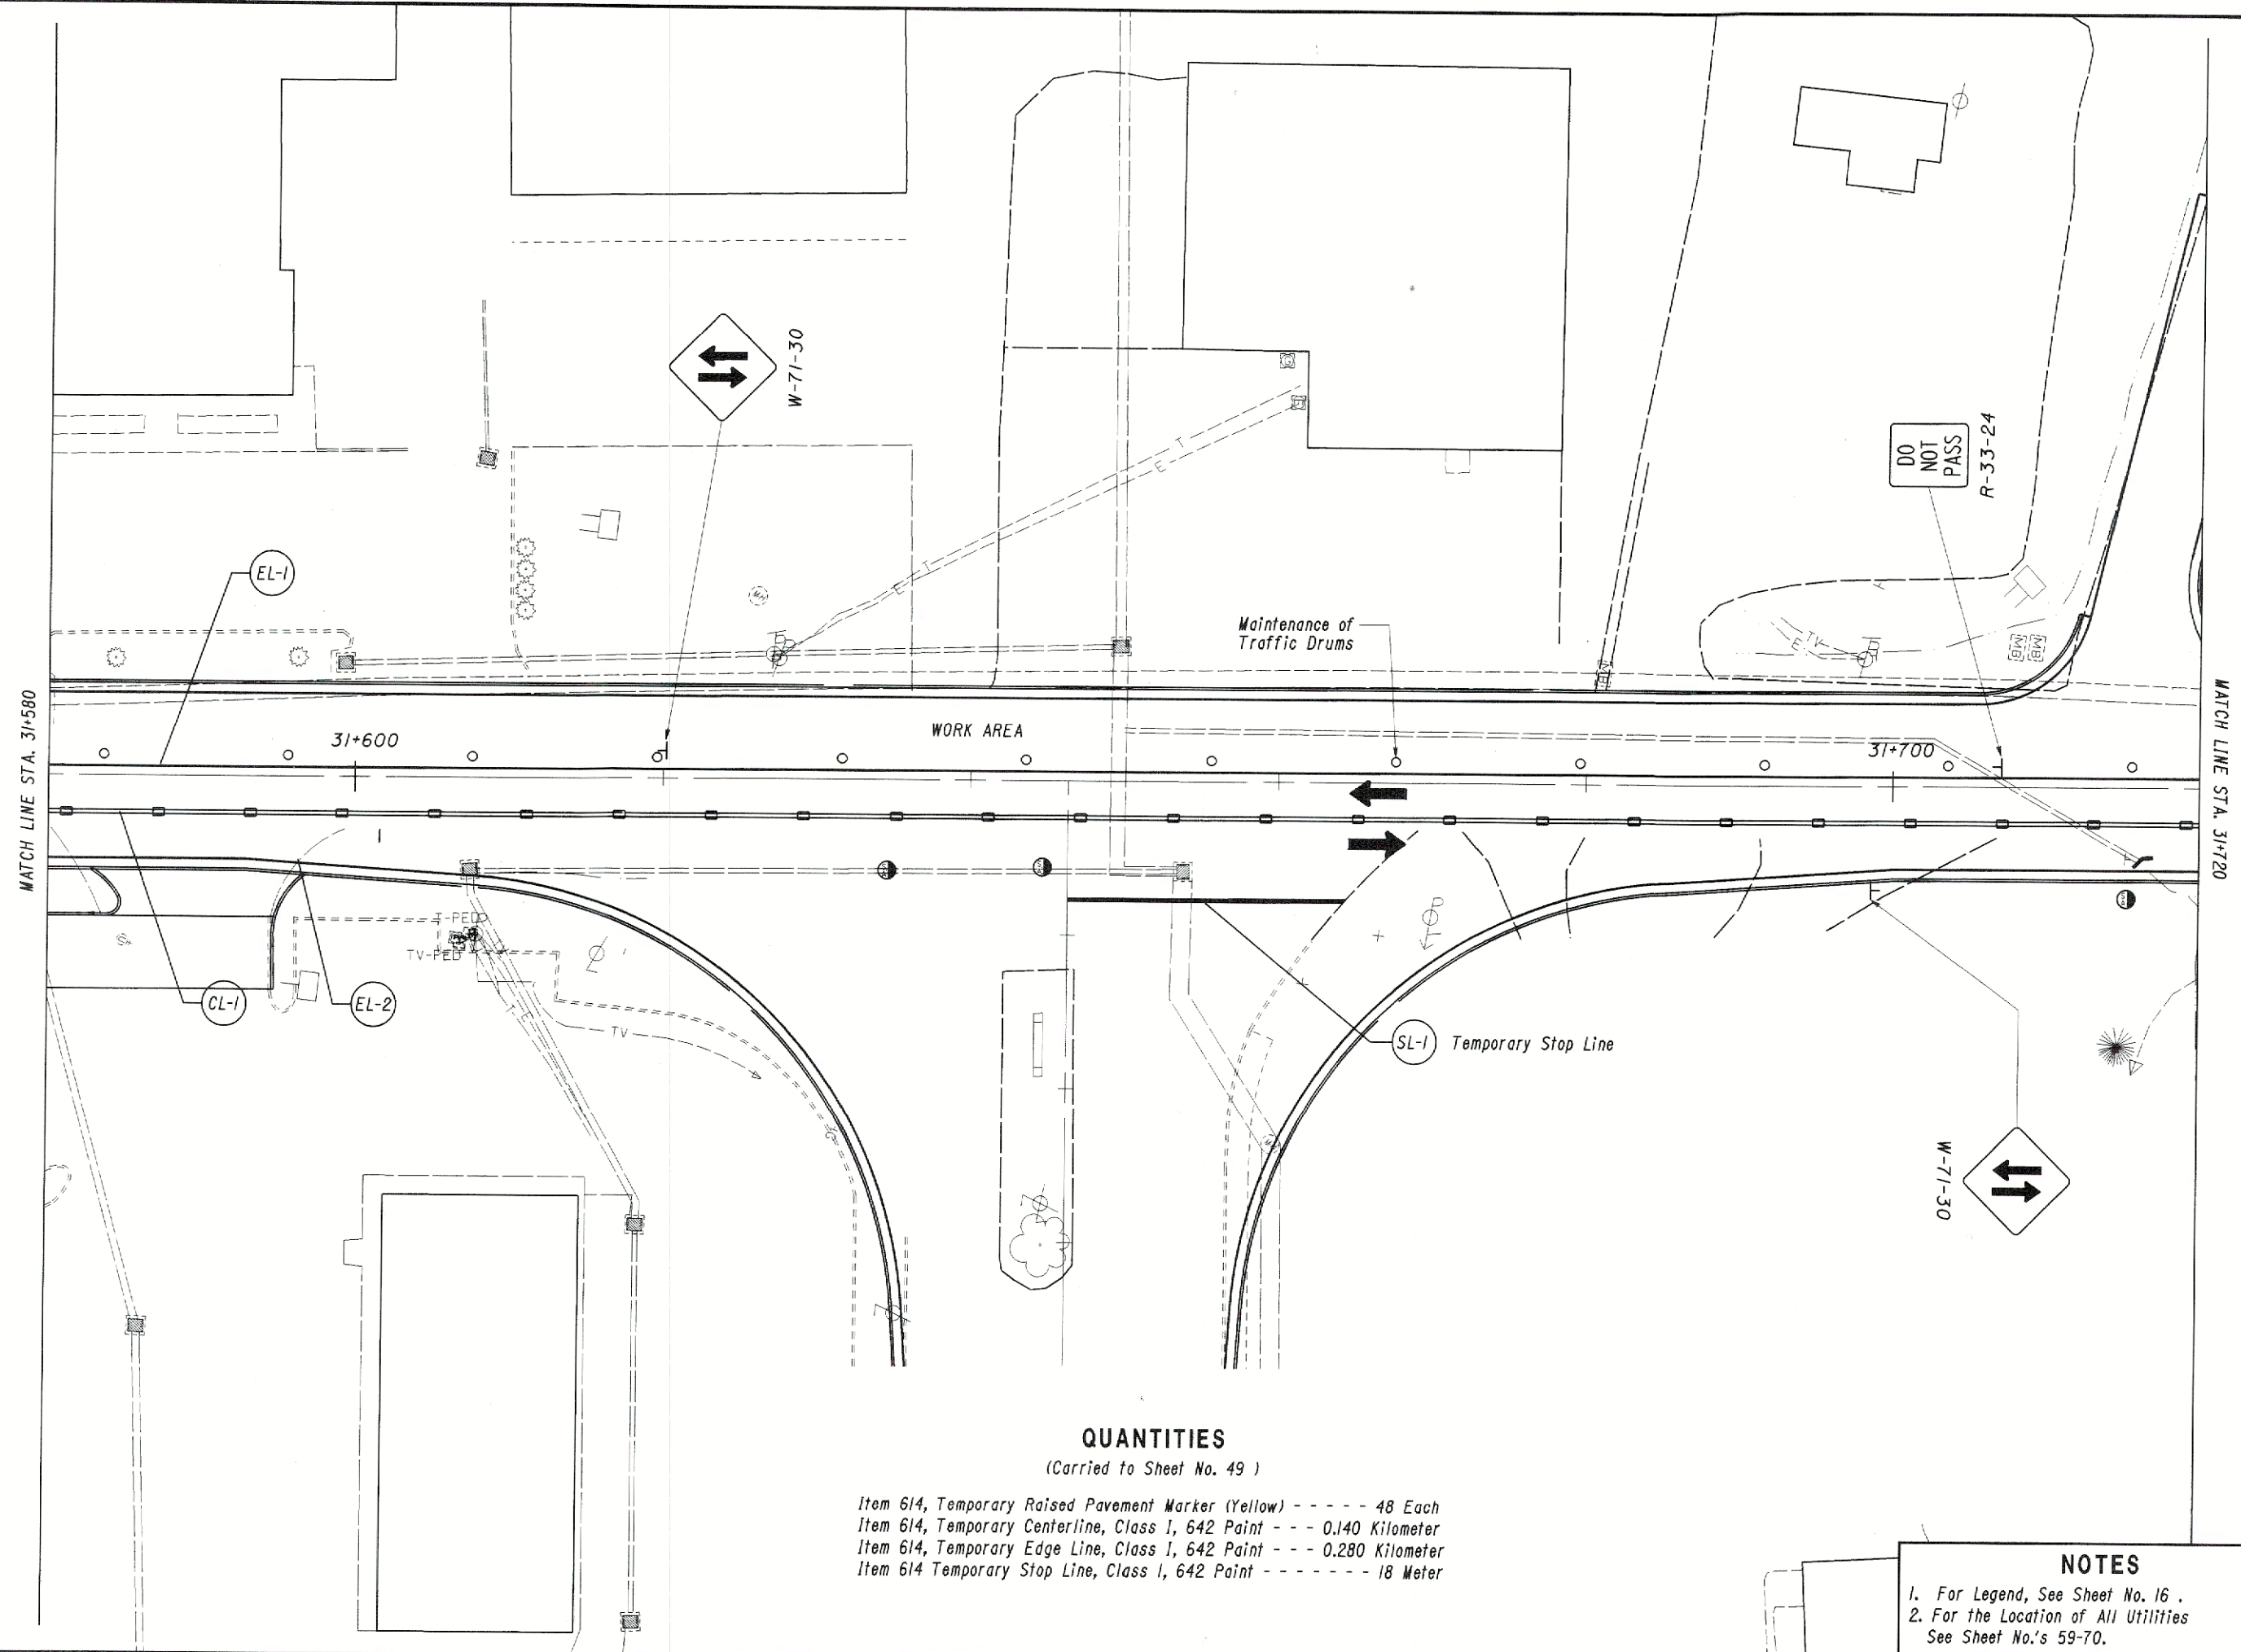 W-71-30
DO
NOT
PASS
R-33-24
EL-1
T
E
T
E
MH
Maintenance of
Traffic Drums
TV
E
MB
MB
MATCH LINE STA. 31+580
WORK AREA
31+600
31+700
MATCH LINE STA. 31+720
T-PED
TV-PED
CL-1
EL-2
T
E
TV
SL-1 Temporary Stop Line
W-71-30
QUANTITIES
(Carried to Sheet No. 49 )
Item 614, Temporary Raised Pavement Marker (Yellow) - - - - - 48 Each
Item 614, Temporary Centerline, Class I, 642 Paint - - - 0.140 Kilometer
Item 614, Temporary Edge Line, Class I, 642 Paint - - - 0.280 Kilometer
Item 614 Temporary Stop Line, Class I, 642 Paint - - - - - - - 18 Meter
NOTES
1. For Legend, See Sheet No. 16 .
2. For the Location of All Utilities
See Sheet No.'s 59-70.